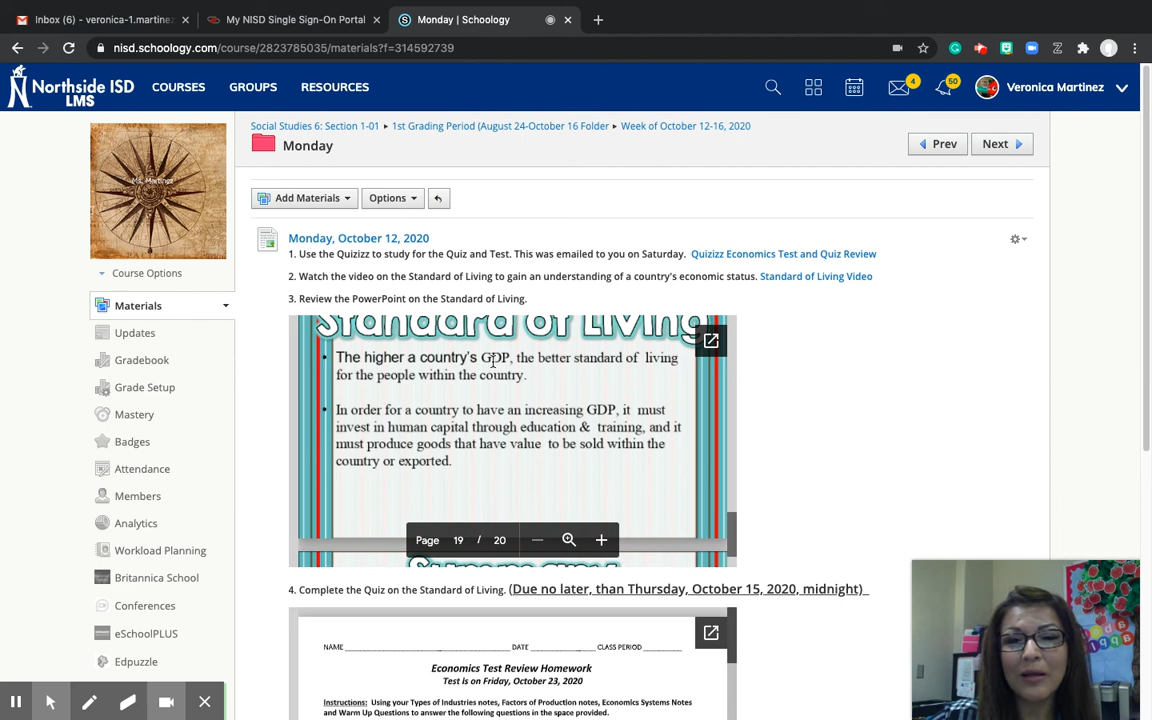 Inbox (6) - veronica-1.martinez
My NISD Single Sign-On Portal
Monday | Schoology
nisd.schoology.com/course/2823785035/materials?f=314592739
Northside ISD
LMS
COURSES
GROUPS
RESOURCES
4
50
Veronica Martinez
Social Studies 6: Section 1-01
1st Grading Period (August 24-October 16 Folder
Week of October 12-16, 2020
Monday
Prev
Next
Ms. Martinez
Add Materials
Options
Course Options
Materials
Updates
Gradebook
Grade Setup
Mastery
Badges
Attendance
Members
Analytics
Workload Planning
Britannica School
Conferences
eSchoolPLUS
Edpuzzle
Monday, October 12, 2020
1. Use the Quizizz to study for the Quiz and Test. This was emailed to you on Saturday. Quizizz Economics Test and Quiz Review
2. Watch the video on the Standard of Living to gain an understanding of a country's economic status. Standard of Living Video
3. Review the PowerPoint on the Standard of Living.
Standard of Living
• The higher a country's GDP, the better standard of living
for the people within the country.
• In order for a country to have an increasing GDP, it must
invest in human capital through education & training, and it
must produce goods that have value to be sold within the
country or exported.
Page 19 / 20
4. Complete the Quiz on the Standard of Living. (Due no later, than Thursday, October 15, 2020, midnight)
NAME ____ DATE ____ CLASS PERIOD ____
Economics Test Review Homework
Test Is on Friday, October 23, 2020
Instructions: Using your Types of Industries notes, Factors of Production notes, Economics Systems Notes
and Warm Up Questions to answer the following questions in the space provided.